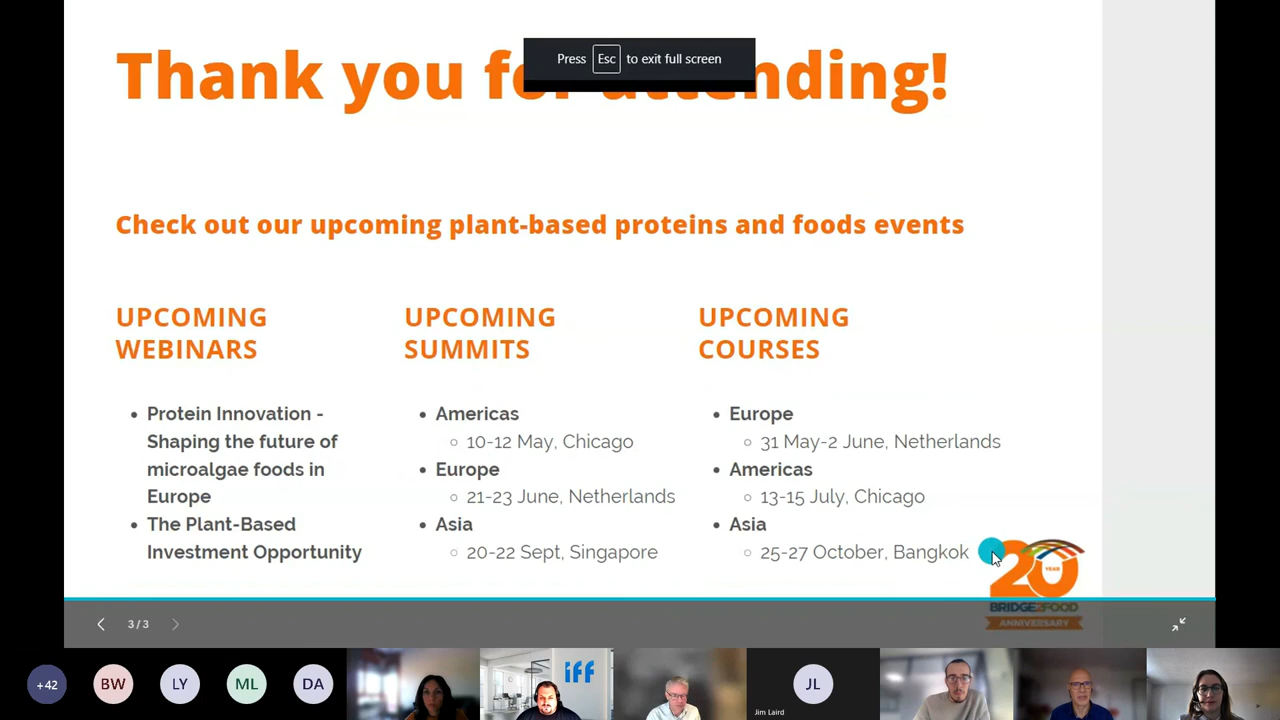 Thank you for attending!
Press Esc to exit full screen
Check out our upcoming plant-based proteins and foods events
UPCOMING
WEBINARS
• Protein Innovation -
Shaping the future of
microalgae foods in
Europe
• The Plant-Based
Investment Opportunity
UPCOMING
SUMMITS
• Americas
◦ 10-12 May, Chicago
• Europe
◦ 21-23 June, Netherlands
• Asia
◦ 20-22 Sept, Singapore
UPCOMING
COURSES
• Europe
◦ 31 May-2 June, Netherlands
• Americas
◦ 13-15 July, Chicago
• Asia
◦ 25-27 October, Bangkok
20
YEAR
BRIDGE2FOOD
ANNIVERSARY
3/3
+42
BW
LY
ML
DA
iff
JL
Jim Laird